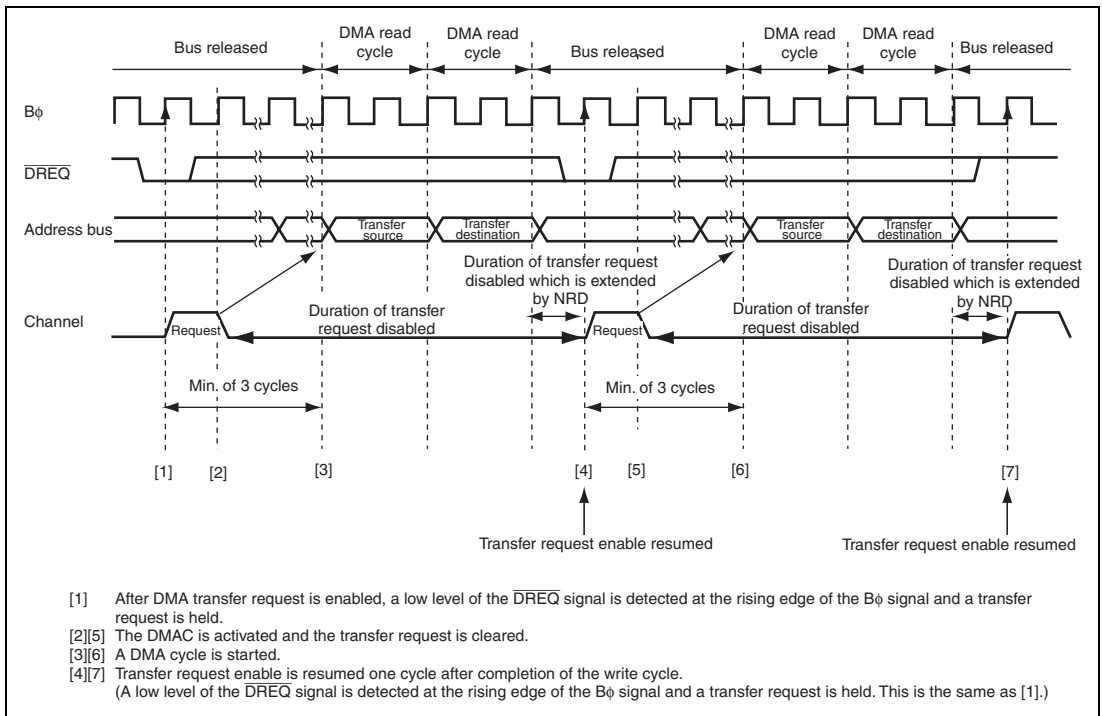 Bus released
DMA read
cycle
DMA read
cycle
Bus released
DMA read
cycle
DMA read
cycle
Bus released
Bφ
DREQ
Address bus
Transfer
source
Transfer
destination
Transfer
source
Transfer
destination
Duration of transfer request
disabled which is extended
by NRD
Duration of transfer request
disabled which is extended
by NRD
Channel
Request
Duration of transfer
request disabled
Request
Duration of transfer
request disabled
Min. of 3 cycles
Min. of 3 cycles
[1]
[2]
[3]
[4]
[5]
[6]
[7]
Transfer request enable resumed
Transfer request enable resumed
[1] After DMA transfer request is enabled, a low level of the DREQ signal is detected at the rising edge of the Bφ signal and a transfer
request is held.
[2][5] The DMAC is activated and the transfer request is cleared.
[3][6] A DMA cycle is started.
[4][7] Transfer request enable is resumed one cycle after completion of the write cycle.
(A low level of the DREQ signal is detected at the rising edge of the Bφ signal and a transfer request is held. This is the same as [1].)